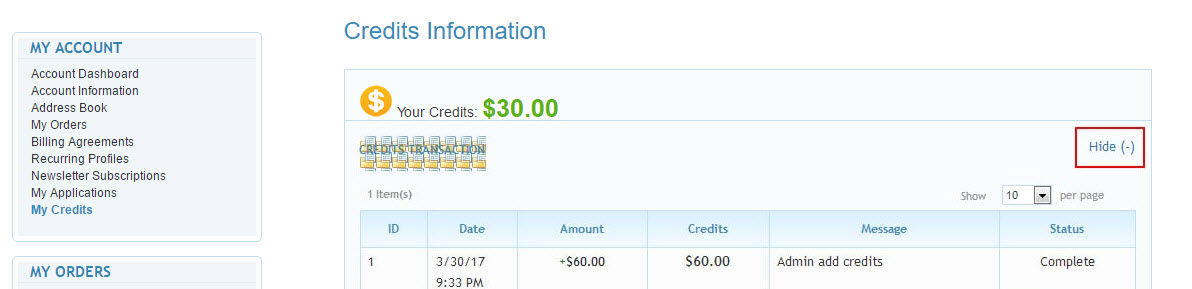 Credits Information
MY ACCOUNT
Account Dashboard
Account Information
Address Book
My Orders
Billing Agreements
Recurring Profiles
Newsletter Subscriptions
My Applications
My Credits
MY ORDERS
$ Your Credits: $30.00
CREDITS TRANSACTION
Hide (-)
1 Item(s)
Show 10 per page
ID Date Amount Credits Message Status
1 3/30/17 +$60.00 $60.00 Admin add credits Complete
9:33 PM